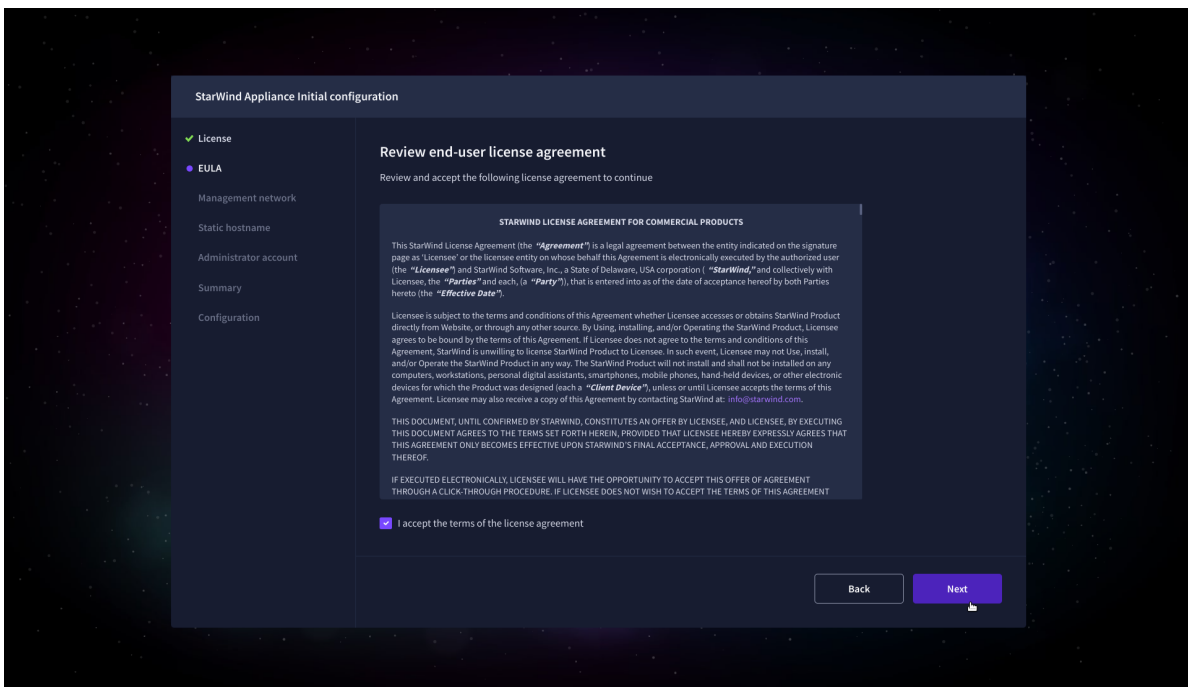 StarWind Appliance Initial configuration
License
EULA
Management network
Static hostname
Administrator account
Summary
Configuration
Review end-user license agreement
Review and accept the following license agreement to continue
STARWIND LICENSE AGREEMENT FOR COMMERCIAL PRODUCTS
This StarWind License Agreement (the “Agreement”) is a legal agreement between the entity indicated on the signature
page as ‘Licensee’ or the licensee entity on whose behalf this Agreement is electronically executed by the authorized user
(the “Licensee”) and StarWind Software, Inc., a State of Delaware, USA corporation ( “StarWind,” and collectively with
Licensee, the “Parties” and each, (a “Party”)), that is entered into as of the date of acceptance hereof by both Parties
hereto (the “Effective Date”).
Licensee is subject to the terms and conditions of this Agreement whether Licensee accesses or obtains StarWind Product
directly from Website, or through any other source. By Using, installing, and/or Operating the StarWind Product, Licensee
agrees to be bound by the terms of this Agreement. If Licensee does not agree to the terms and conditions of this
Agreement, StarWind is unwilling to license StarWind Product to Licensee. In such event, Licensee may not Use, install,
and/or Operate the StarWind Product in any way. The StarWind Product will not install and shall not be installed on any
computers, workstations, personal digital assistants, smartphones, mobile phones, hand-held devices, or other electronic
devices for which the Product was designed (each a “Client Device”), unless or until Licensee accepts the terms of this
Agreement. Licensee may also receive a copy of this Agreement by contacting StarWind at: info@starwind.com.
THIS DOCUMENT, UNTIL CONFIRMED BY STARWIND, CONSTITUTES AN OFFER BY LICENSEE, AND LICENSEE, BY EXECUTING
THIS DOCUMENT AGREES TO THE TERMS SET FORTH HEREIN, PROVIDED THAT LICENSEE HEREBY EXPRESSLY AGREES THAT
THIS AGREEMENT ONLY BECOMES EFFECTIVE UPON STARWIND'S FINAL ACCEPTANCE, APPROVAL AND EXECUTION
THEREOF.
IF EXECUTED ELECTRONICALLY, LICENSEE WILL HAVE THE OPPORTUNITY TO ACCEPT THIS OFFER OF AGREEMENT
THROUGH A CLICK-THROUGH PROCEDURE. IF LICENSEE DOES NOT WISH TO ACCEPT THE TERMS OF THIS AGREEMENT
I accept the terms of the license agreement
Back
Next